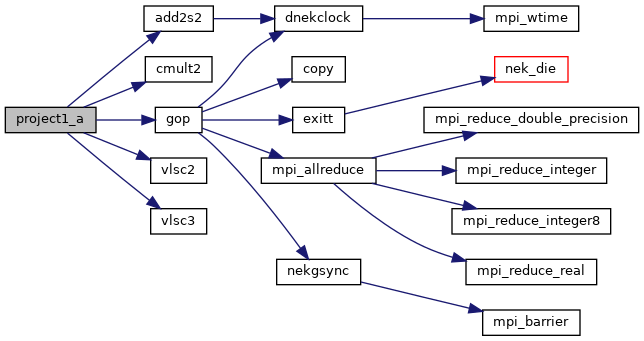 project1_a
add2s2
cmult2
gop
vlsc2
vlsc3
dnekclock
copy
exitt
mpi_allreduce
nekgsync
mpi_wtime
nek_die
mpi_reduce_double_precision
mpi_reduce_integer
mpi_reduce_integer8
mpi_reduce_real
mpi_barrier